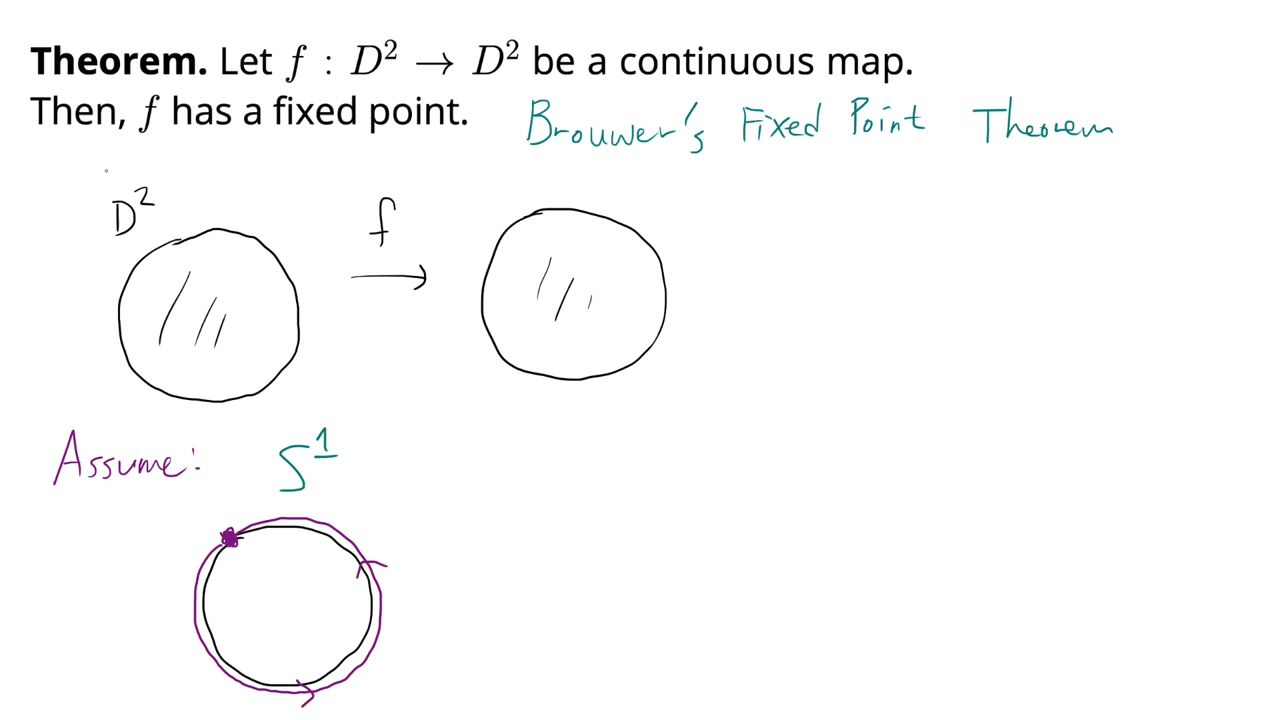 Theorem. Let f : D² → D² be a continuous map.
Then, f has a fixed point. Brouwer's Fixed Point Theorem
D² f
Assume: S¹